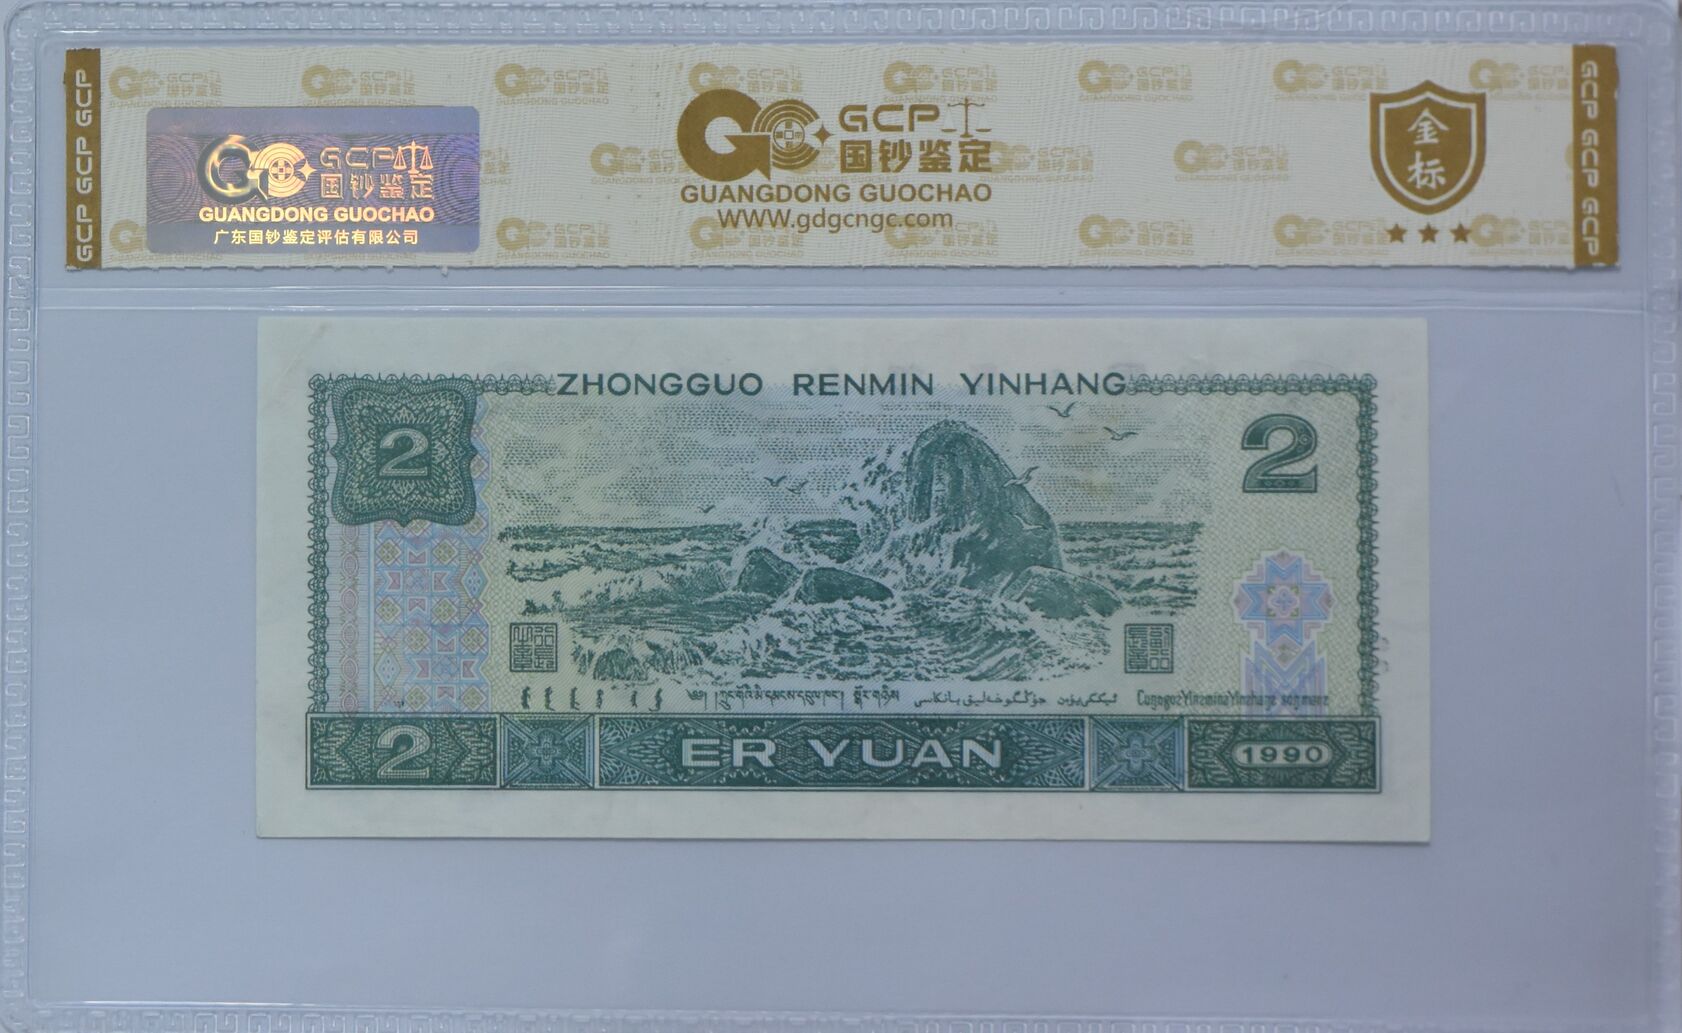 GCP GCP GCP
GCP
国钞鉴定
GUANGDONG GUOCHAO
广东国钞鉴定评估有限公司
GCP
国钞鉴定
GUANGDONG GUOCHAO
WWW.gdgcngc.com
金标
GCP GCP GCP
ZHONGGUO RENMIN YINHANG
2
2
2
ER YUAN
1990